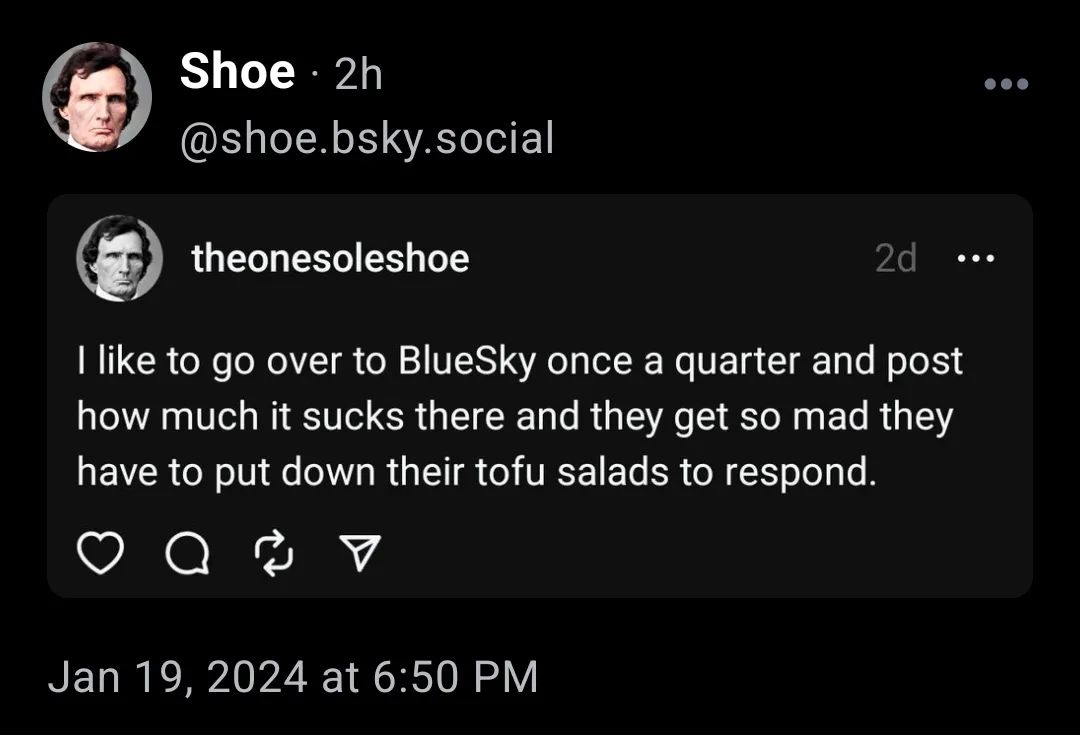 Shoe · 2h
@shoe.bsky.social
theonesoleshoe 2d
I like to go over to BlueSky once a quarter and post
how much it sucks there and they get so mad they
have to put down their tofu salads to respond.
Jan 19, 2024 at 6:50 PM